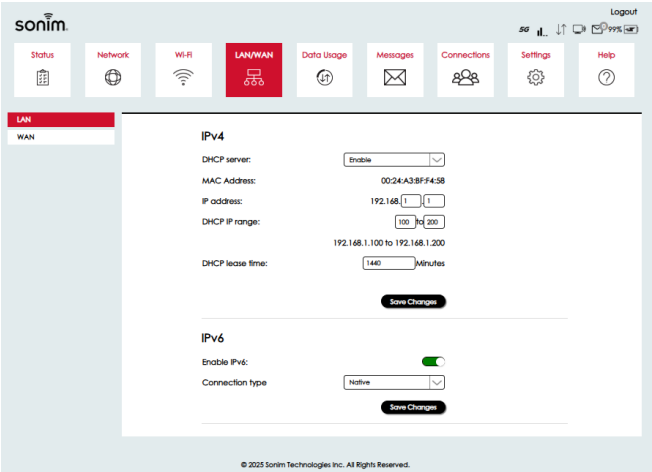 Logout
sonim.
5G 99%
Status Network Wi-Fi LAN/WAN Data Usage Messages Connections Settings Help
LAN
WAN
IPv4
DHCP server: Enable
MAC Address: 00:24:A3:BF:F4:58
IP address: 192.168. 1 . 1
DHCP IP range: 100 to 200
192.168.1.100 to 192.168.1.200
DHCP lease time: 1440 Minutes
Save Changes
IPv6
Enable IPv6:
Connection type Native
Save Changes
© 2025 Sonim Technologies Inc. All Rights Reserved.